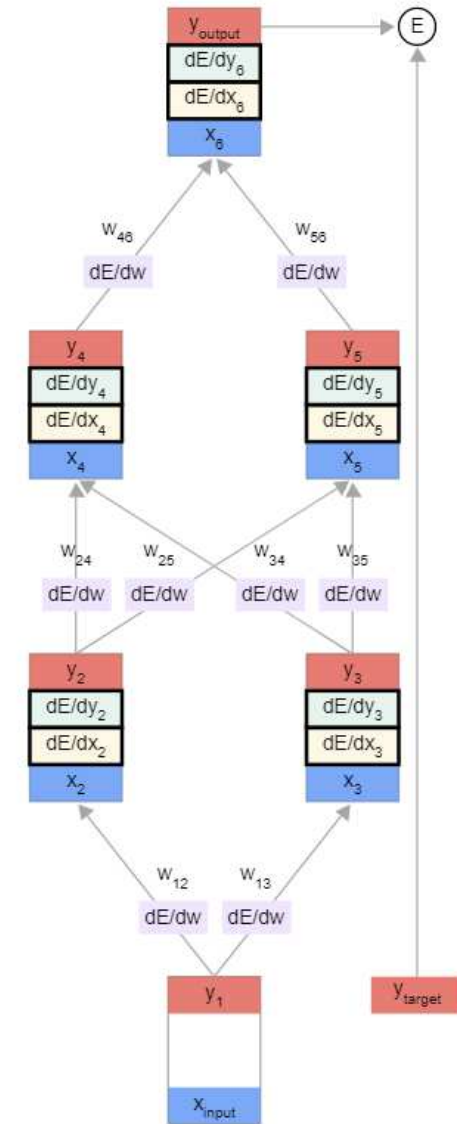 y_output E
dE/dy_6
dE/dx_6
x_6
w_46 w_56
dE/dw dE/dw
y_4 y_5
dE/dy_4 dE/dy_5
dE/dx_4 dE/dx_5
x_4 x_5
w_24 w_25 w_34 w_35
dE/dw dE/dw dE/dw dE/dw
y_2 y_3
dE/dy_2 dE/dy_3
dE/dx_2 dE/dx_3
x_2 x_3
w_12 w_13
dE/dw dE/dw
y_1 y_target
x_input